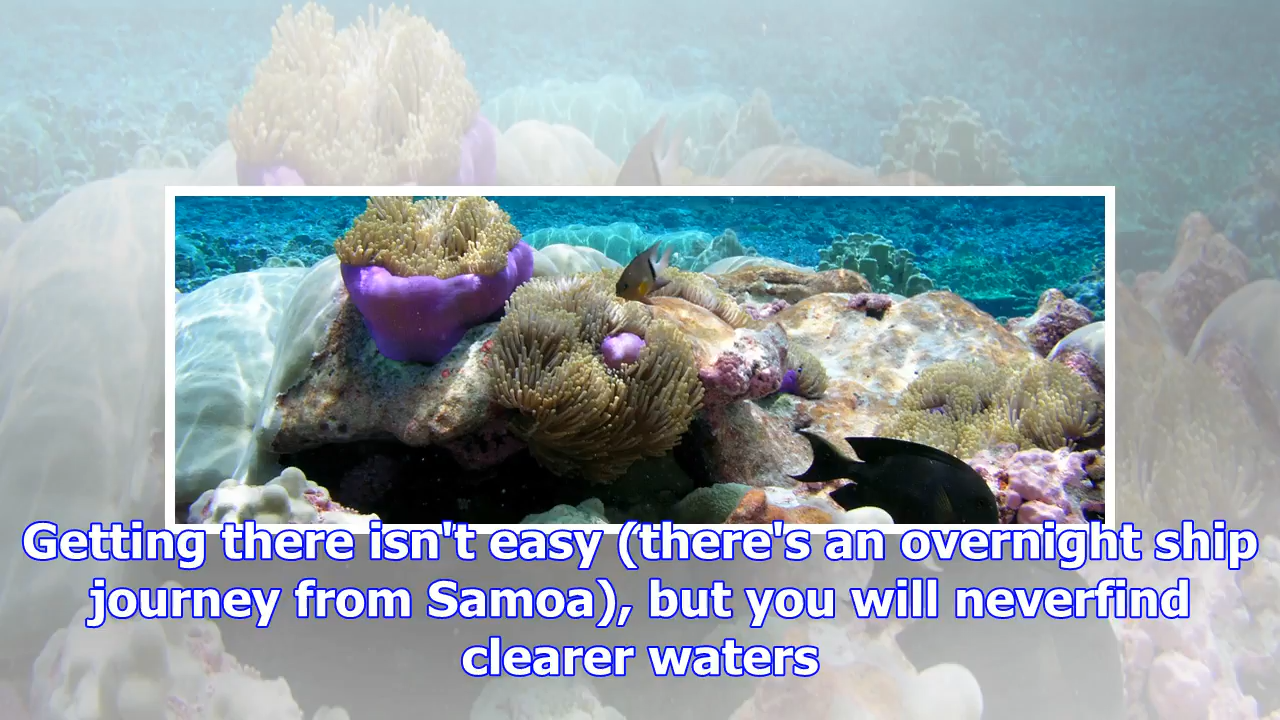 Getting there isn't easy (there's an overnight ship
journey from Samoa), but you will neverfind
clearer waters